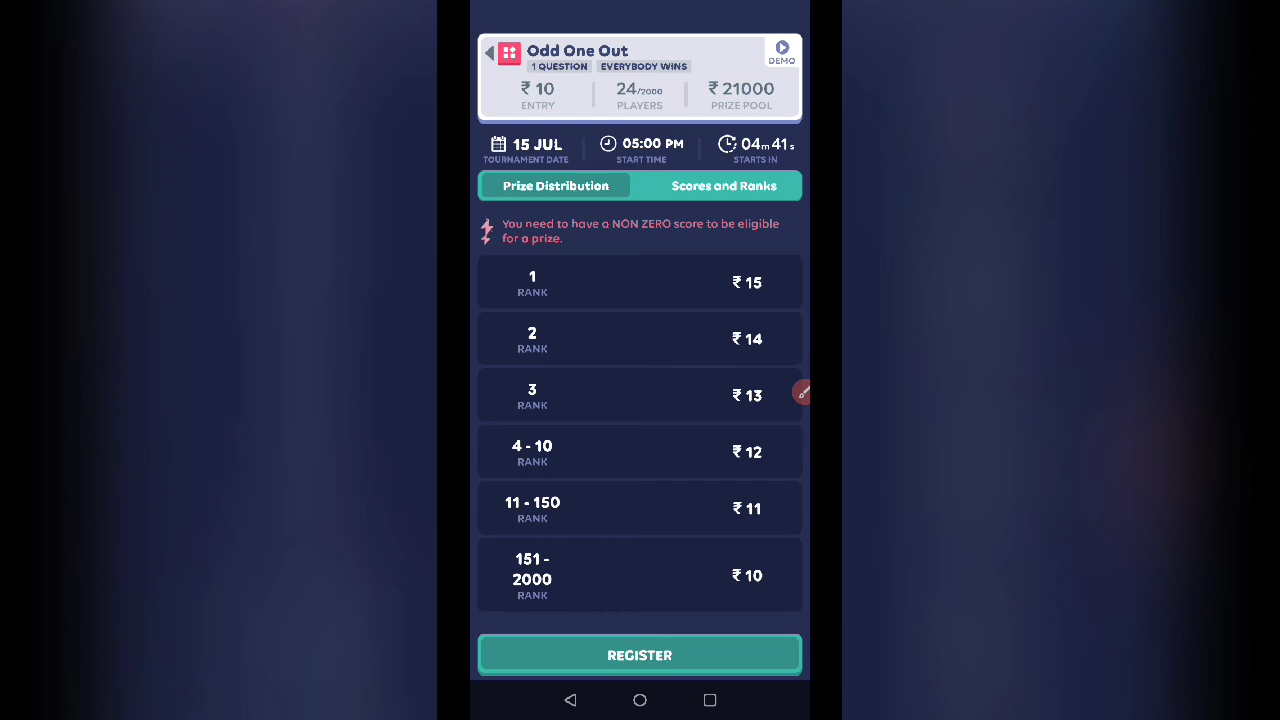 Odd One Out
1 QUESTION EVERYBODY WINS
DEMO
₹ 10 24/2000 ₹ 21000
ENTRY PLAYERS PRIZE POOL
15 JUL 05:00 PM 04m 41s
TOURNAMENT DATE START TIME STARTS IN
Prize Distribution Scores and Ranks
You need to have a NON ZERO score to be eligible
for a prize.
1
RANK
₹ 15
2
RANK
₹ 14
3
RANK
₹ 13
4 - 10
RANK
₹ 12
11 - 150
RANK
₹ 11
151 -
2000
RANK
₹ 10
REGISTER